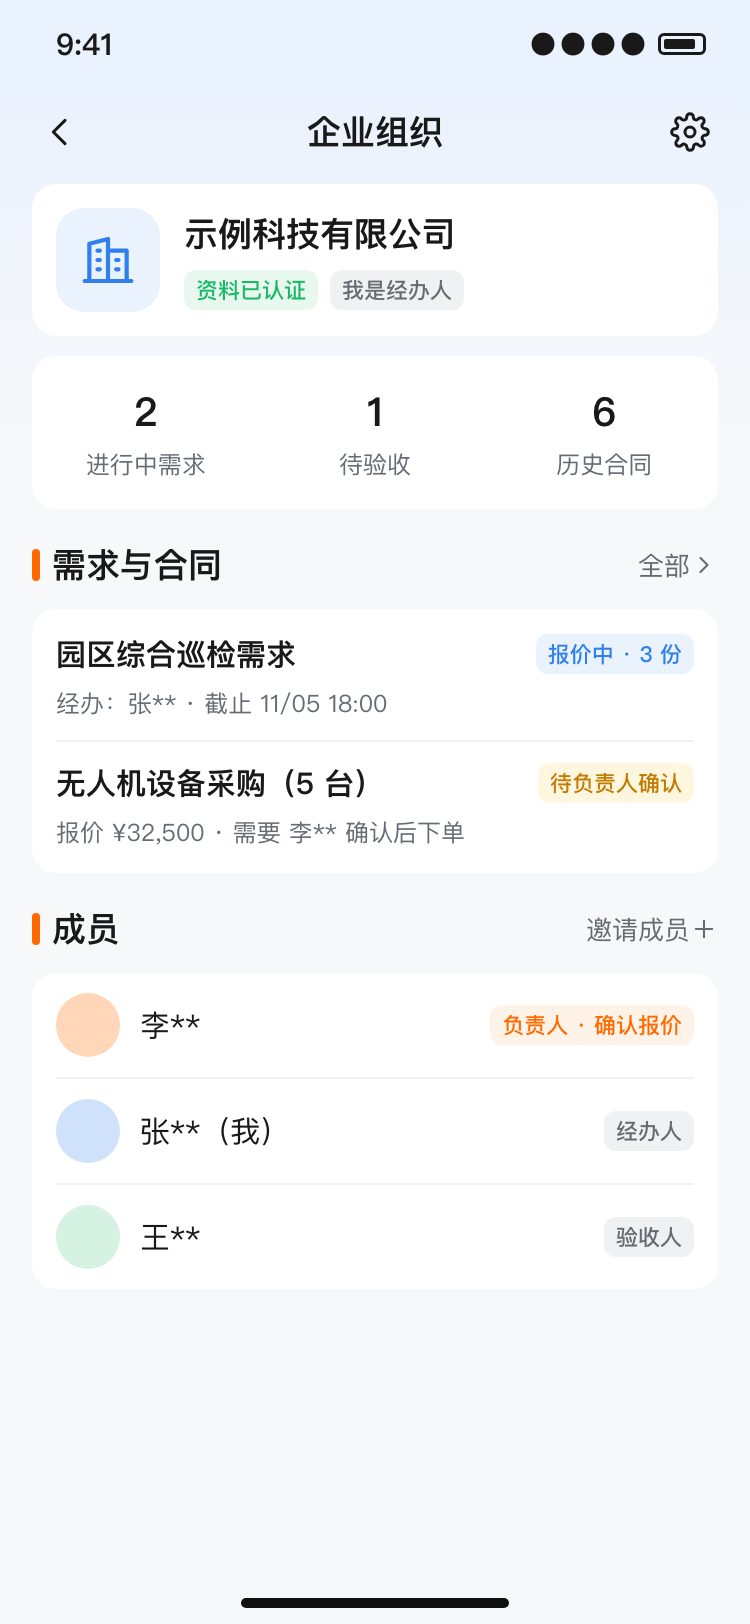 9:41
企业组织
示例科技有限公司
资料已认证 我是经办人
2 1 6
进行中需求 待验收 历史合同
需求与合同 全部
园区综合巡检需求 报价中 · 3 份
经办：张** · 截止 11/05 18:00
无人机设备采购（5 台） 待负责人确认
报价 ¥32,500 · 需要 李** 确认后下单
成员 邀请成员
李** 负责人 · 确认报价
张**（我） 经办人
王** 验收人